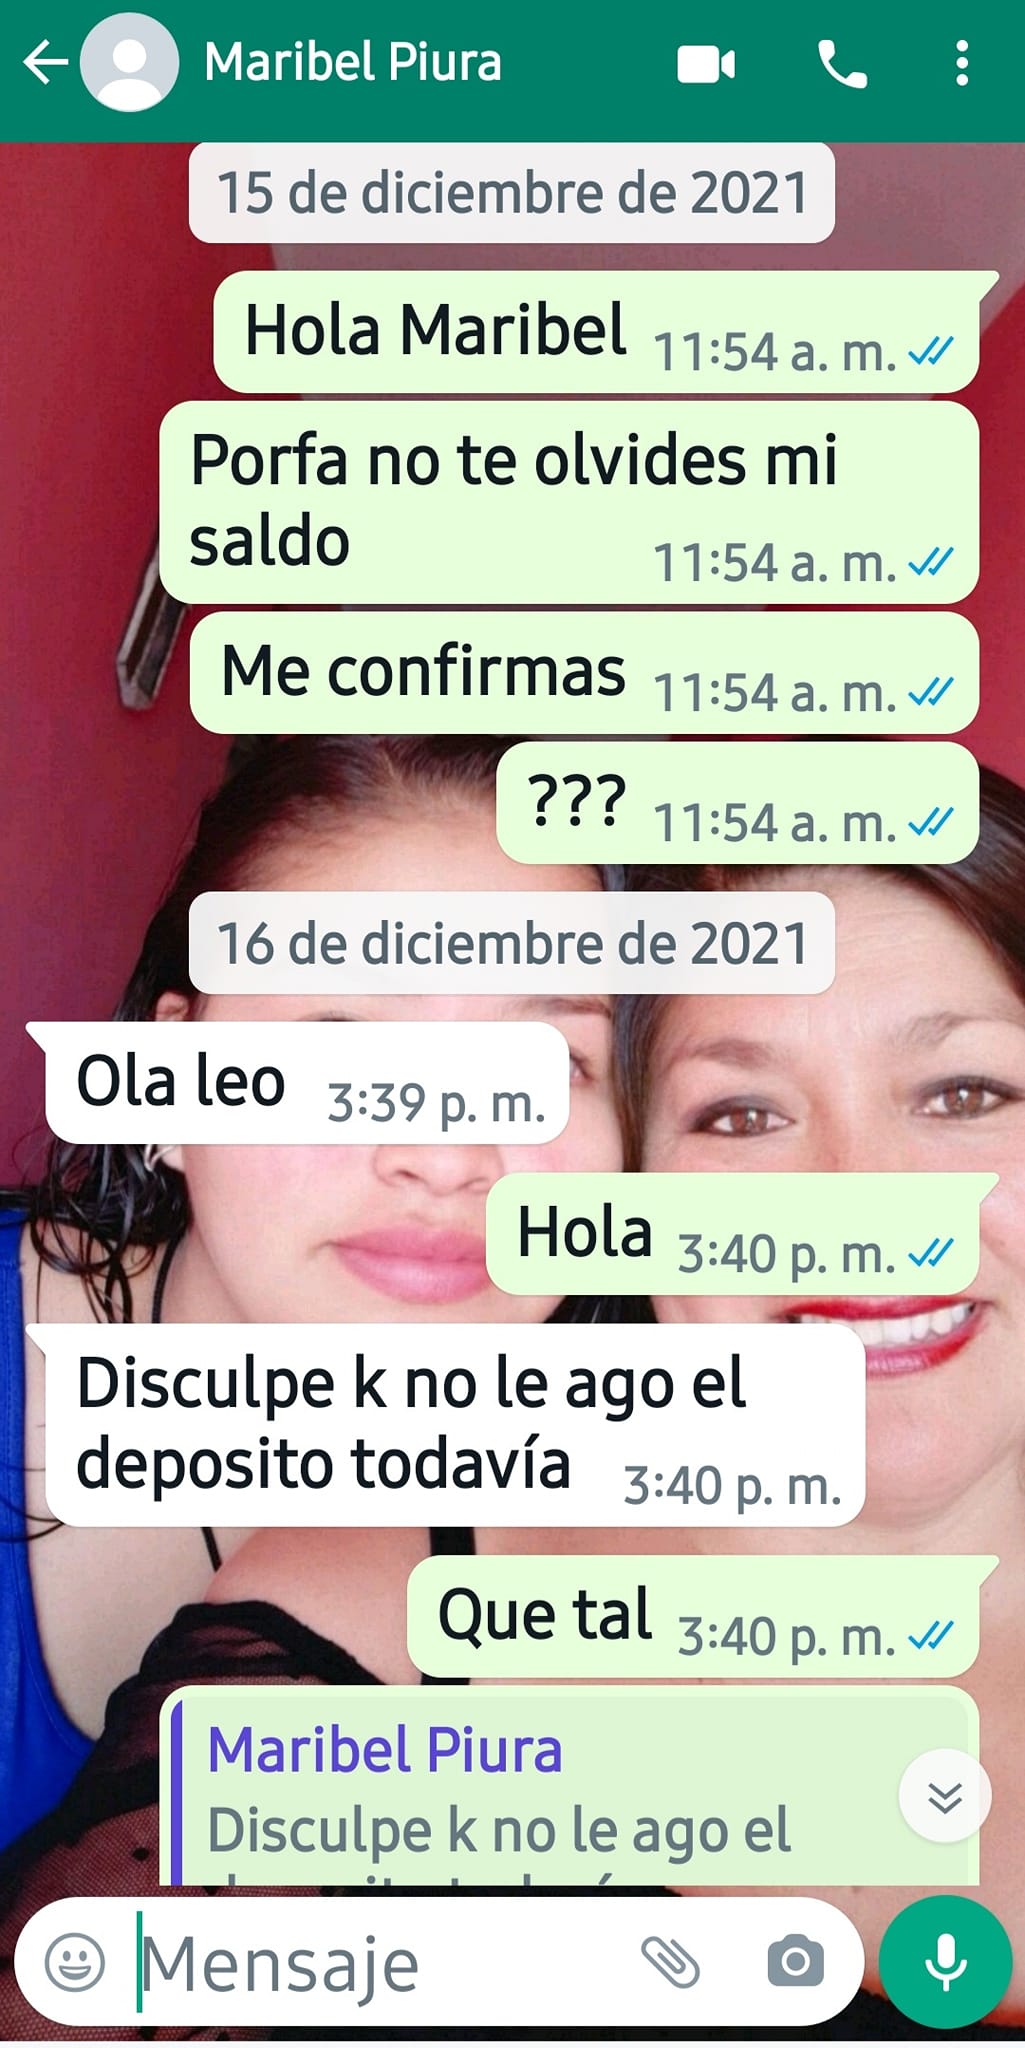 Maribel Piura
15 de diciembre de 2021
Hola Maribel 11:54 a. m.
Porfa no te olvides mi
saldo 11:54 a. m.
Me confirmas 11:54 a. m.
??? 11:54 a. m.
16 de diciembre de 2021
Ola leo 3:39 p. m.
Hola 3:40 p. m.
Disculpe k no le ago el
deposito todavía 3:40 p. m.
Que tal 3:40 p. m.
Maribel Piura
Disculpe k no le ago el
Mensaje